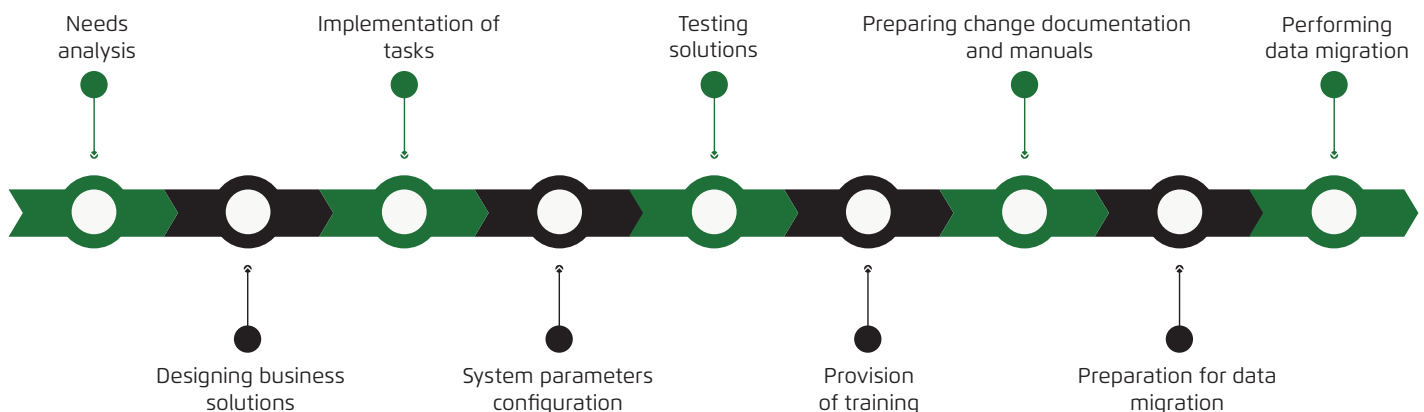 Needs
analysis
Implementation of
tasks
Testing
solutions
Preparing change documentation
and manuals
Performing
data migration
Designing business
solutions
System parameters
configuration
Provision
of training
Preparation for data
migration